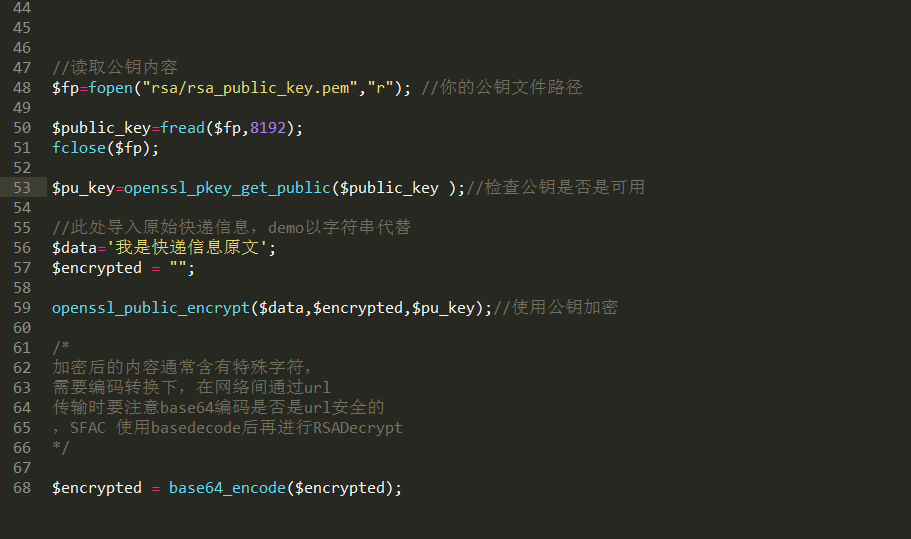 44
45
46
47 //读取公钥内容
48 $fp=fopen("rsa/rsa_public_key.pem","r"); //你的公钥文件路径
49
50 $public_key=fread($fp,8192);
51 fclose($fp);
52
53 $pu_key=openssl_pkey_get_public($public_key );//检查公钥是否是可用
54
55 //此处导入原始快递信息，demo以字符串代替
56 $data='我是快递信息原文';
57 $encrypted = "";
58
59 openssl_public_encrypt($data,$encrypted,$pu_key);//使用公钥加密
60
61 /*
62 加密后的内容通常含有特殊字符，
63 需要编码转换下，在网络间通过url
64 传输时要注意base64编码是否是url安全的
65 ，SFAC 使用basedecode后再进行RSADecrypt
66 */
67
68 $encrypted = base64_encode($encrypted);